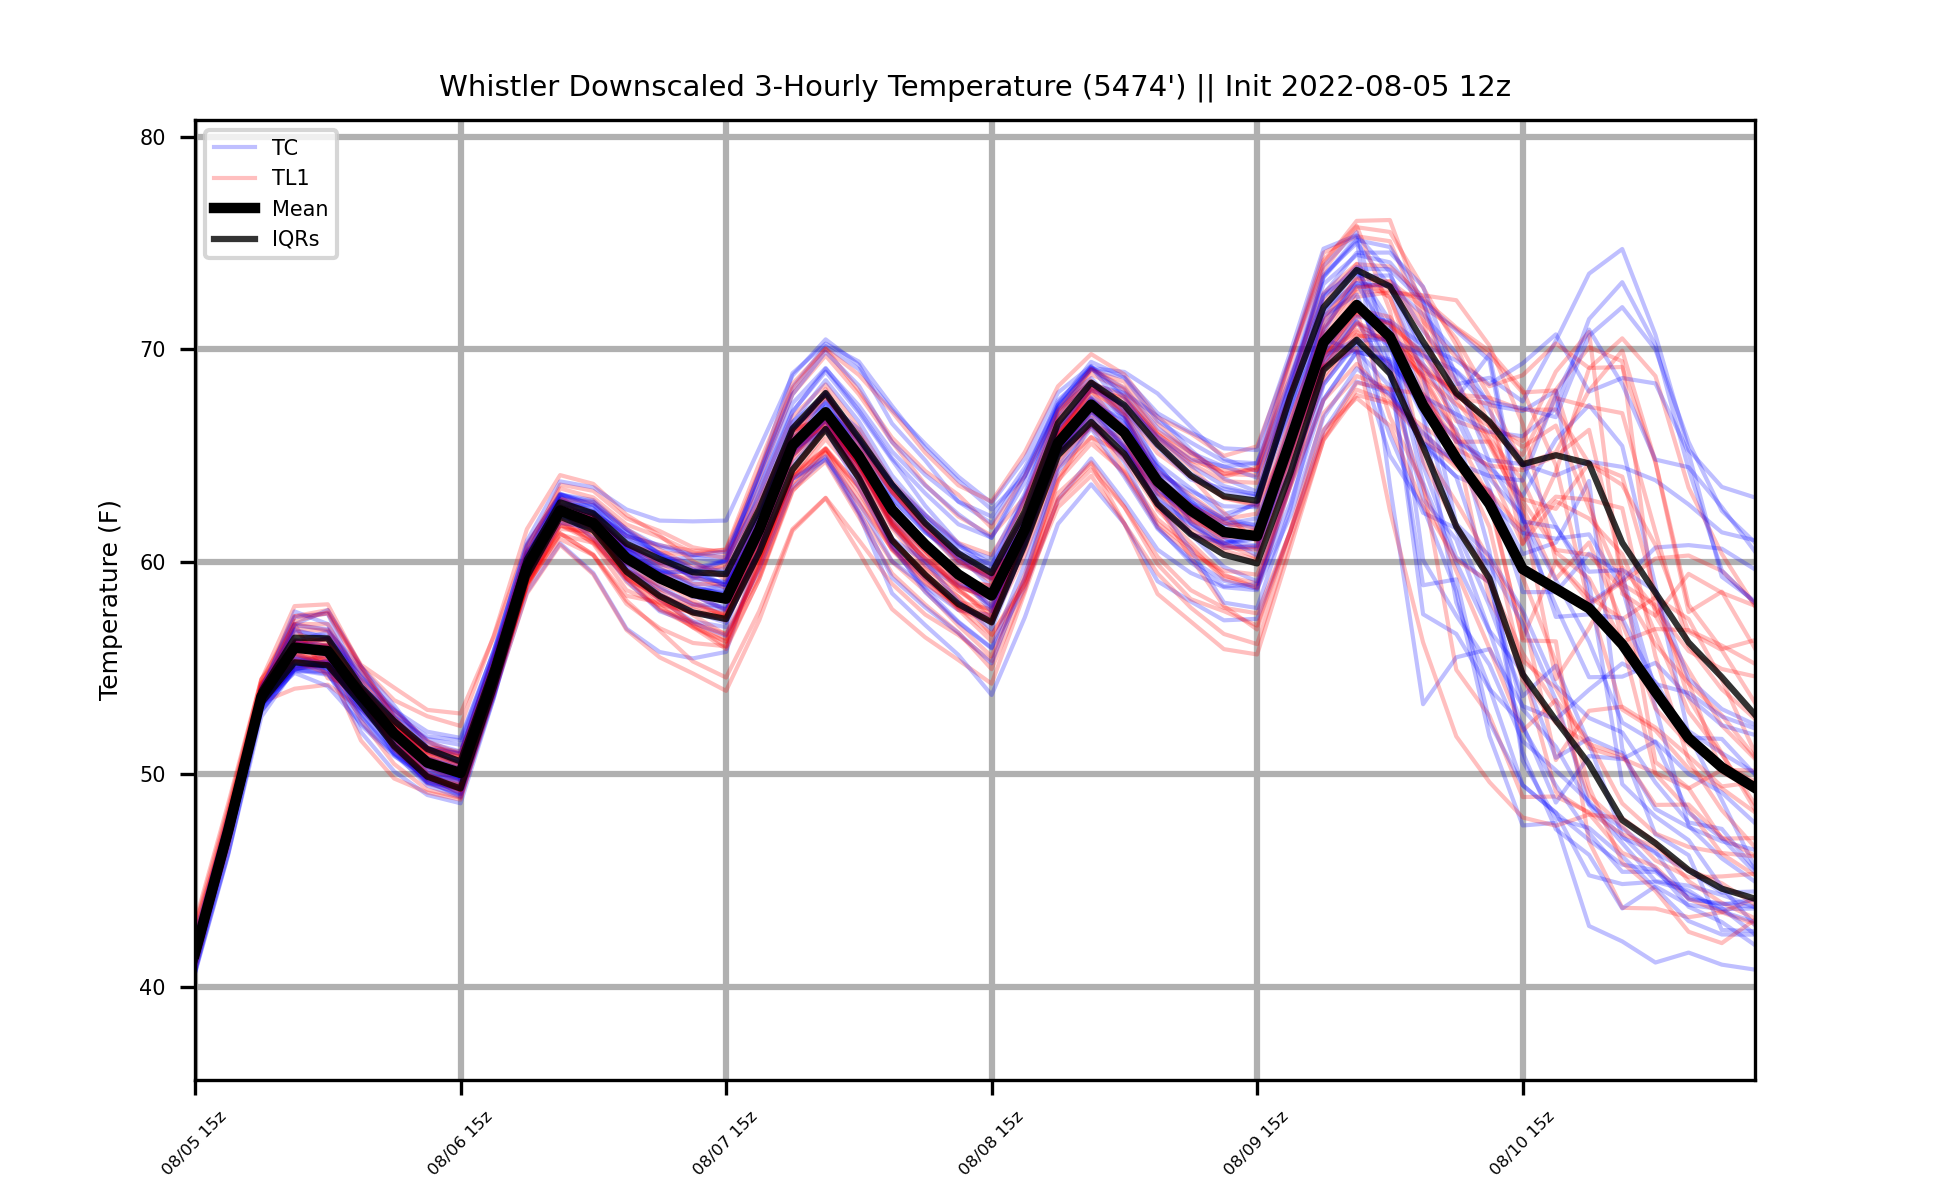 Whistler Downscaled 3-Hourly Temperature (5474') || Init 2022-08-05 12z
TC
TL1
Mean
IQRs
Temperature (F)
80
70
60
50
40
08/05 15z
08/06 15z
08/07 15z
08/08 15z
08/09 15z
08/10 15z